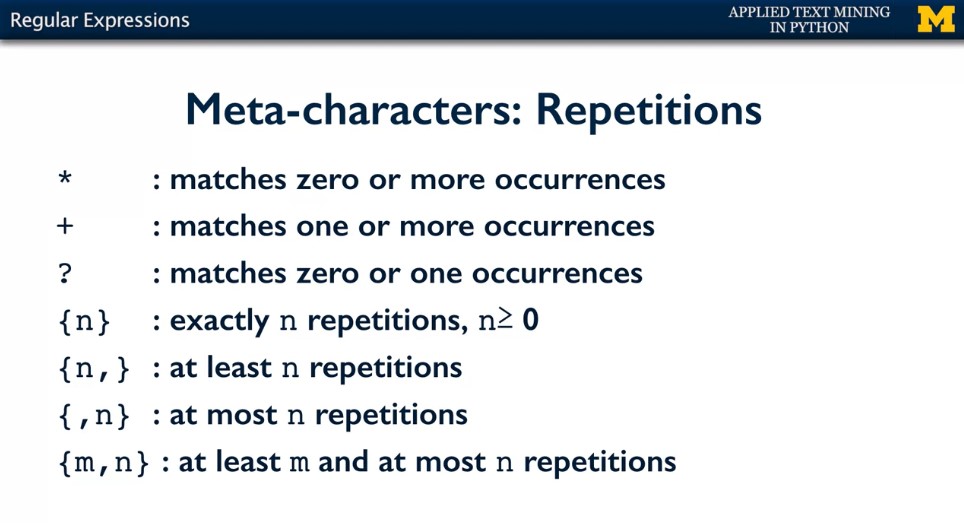 Regular Expressions
APPLIED TEXT MINING
IN PYTHON
M
Meta-characters: Repetitions
* : matches zero or more occurrences
+ : matches one or more occurrences
? : matches zero or one occurrences
{n} : exactly n repetitions, n≥ 0
{n,} : at least n repetitions
{,n} : at most n repetitions
{m,n} : at least m and at most n repetitions